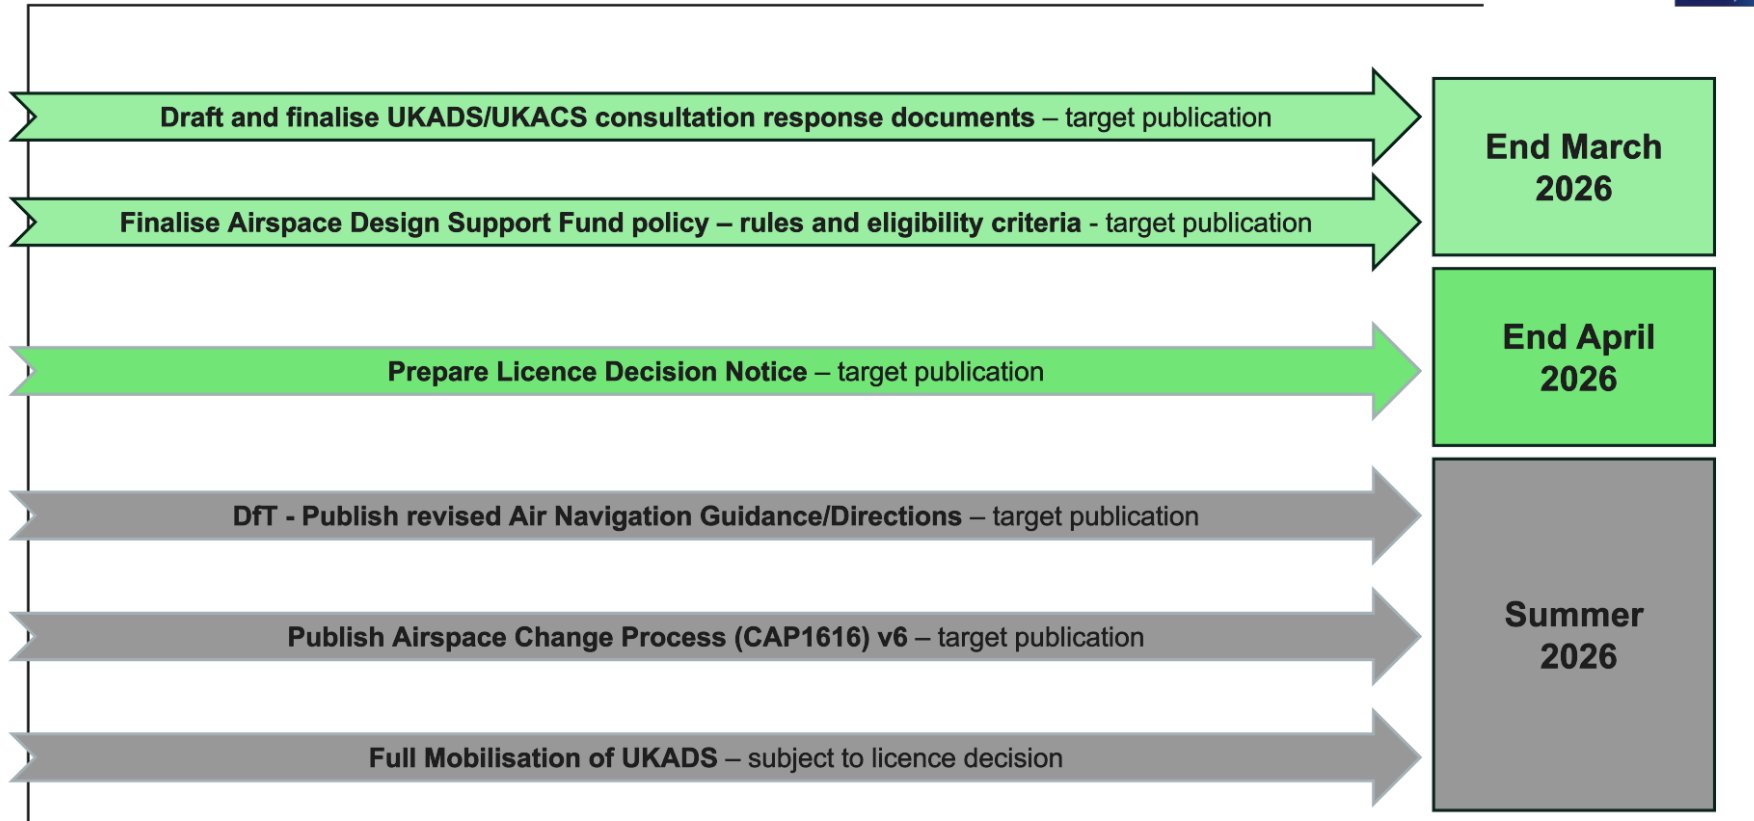 Draft and finalise UKADS/UKACS consultation response documents – target publication
Finalise Airspace Design Support Fund policy – rules and eligibility criteria - target publication
End March
2026
Prepare Licence Decision Notice – target publication
End April
2026
DfT - Publish revised Air Navigation Guidance/Directions – target publication
Publish Airspace Change Process (CAP1616) v6 – target publication
Full Mobilisation of UKADS – subject to licence decision
Summer
2026